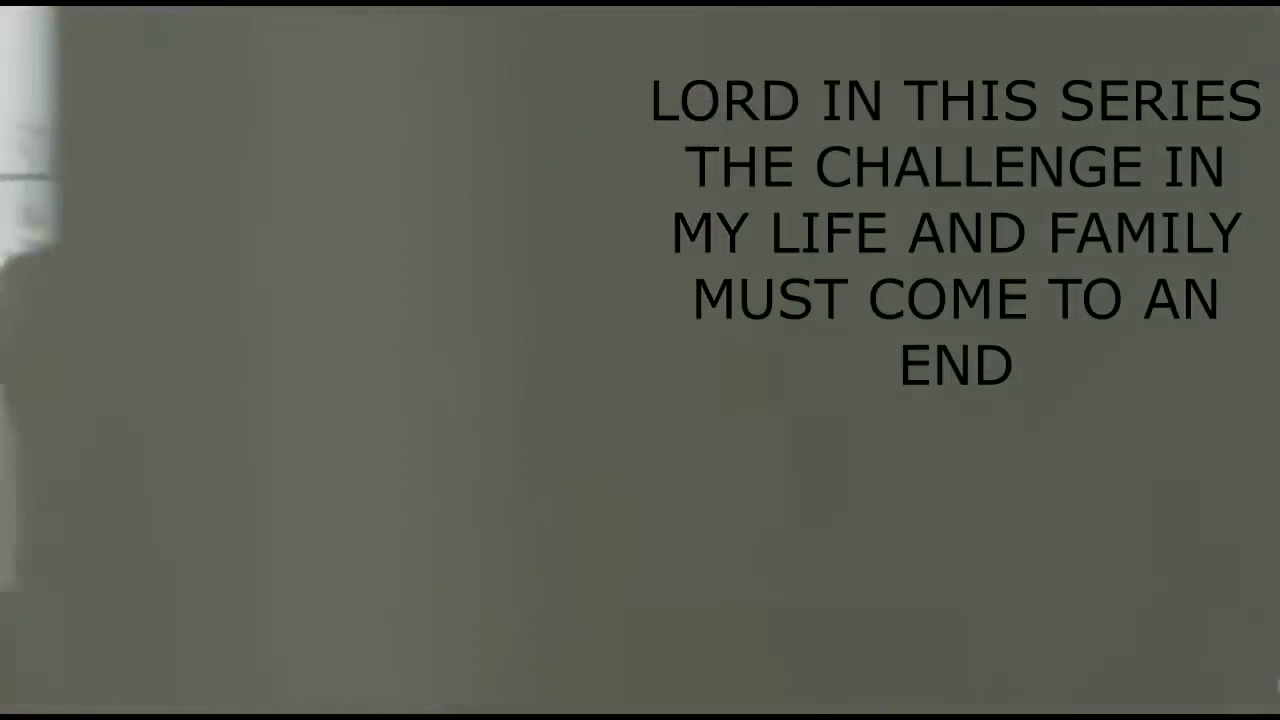 LORD IN THIS SERIES
THE CHALLENGE IN
MY LIFE AND FAMILY
MUST COME TO AN
END